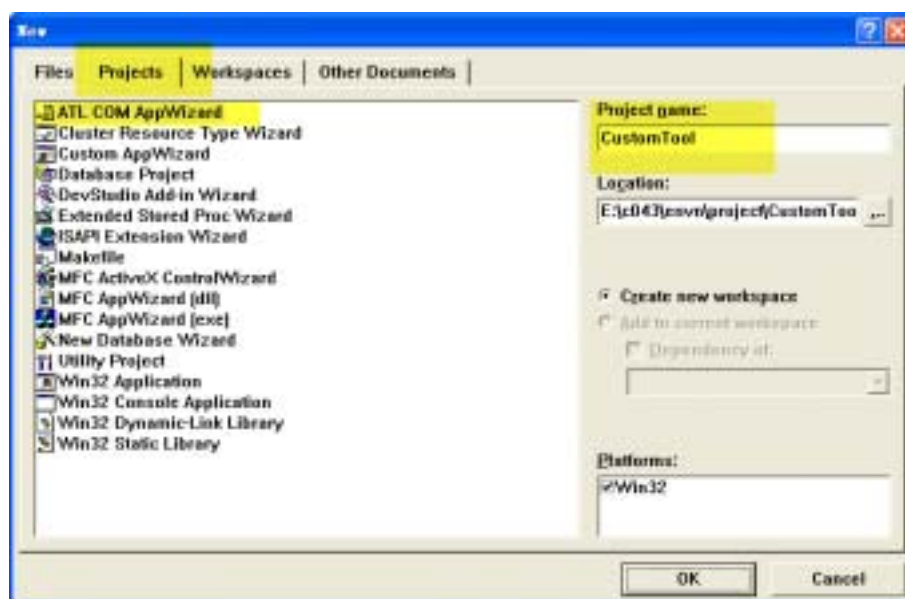 New
Files Projects Workspaces Other Documents
ATL COM AppWizard
Cluster Resource Type Wizard
Custom AppWizard
Database Project
DevStudio Add-in Wizard
Extended Stored Proc Wizard
ISAPI Extension Wizard
Makefile
MFC ActiveX ControlWizard
MFC AppWizard (dll)
MFC AppWizard (exe)
New Database Wizard
Utility Project
Win32 Application
Win32 Console Application
Win32 Dynamic-Link Library
Win32 Static Library
Project name:
CustomTool
Location:
...
Create new workspace
Add to current workspace
Dependency of:
Platforms:
Win32
OK Cancel